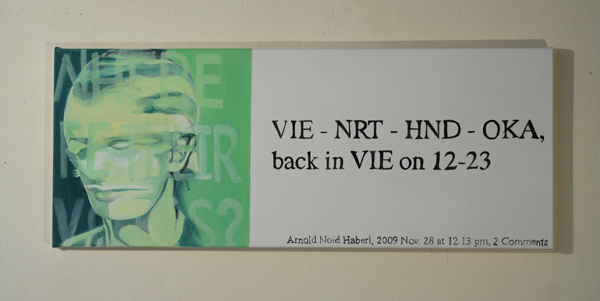 VIE - NRT - HND - OKA,
back in VIE on 12-23
Arnold Noid Haberl, 2009 Nov. 28 at 12:13 pm, 2 Comments